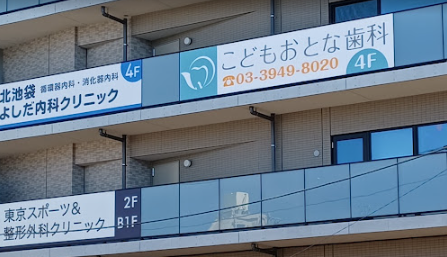 北池袋 循環器内科・消化器内科 4F
よしだ内科クリニック
こどもおとな歯科
☎03-3949-8020 4F
東京スポーツ& 2F
整形外科クリニック B1F